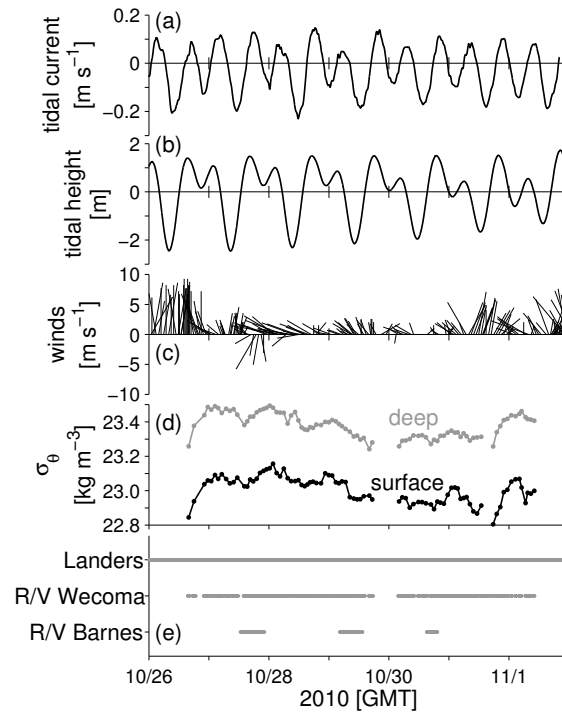 (a)
tidal current
[m s⁻¹]
0.2
0
−0.2
(b)
tidal height
[m]
2
0
−2
winds
[m s⁻¹]
10
5
0
−5
−10
(c)
(d)
deep
surface
σθ
[kg m⁻³]
23.4
23.2
23.0
22.8
Landers
R/V Wecoma
R/V Barnes
(e)
10/26
10/28
10/30
11/1
2010 [GMT]